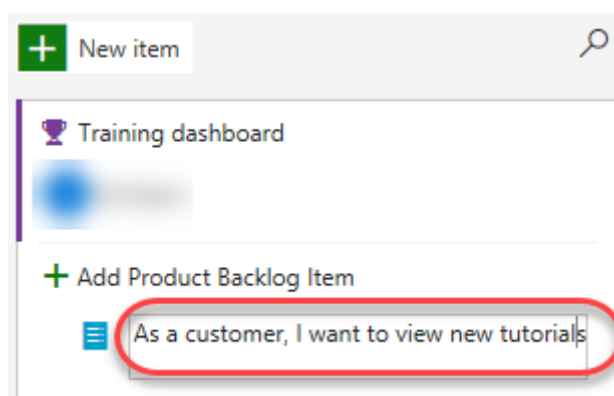 New item
Training dashboard
Add Product Backlog Item
As a customer, I want to view new tutorials